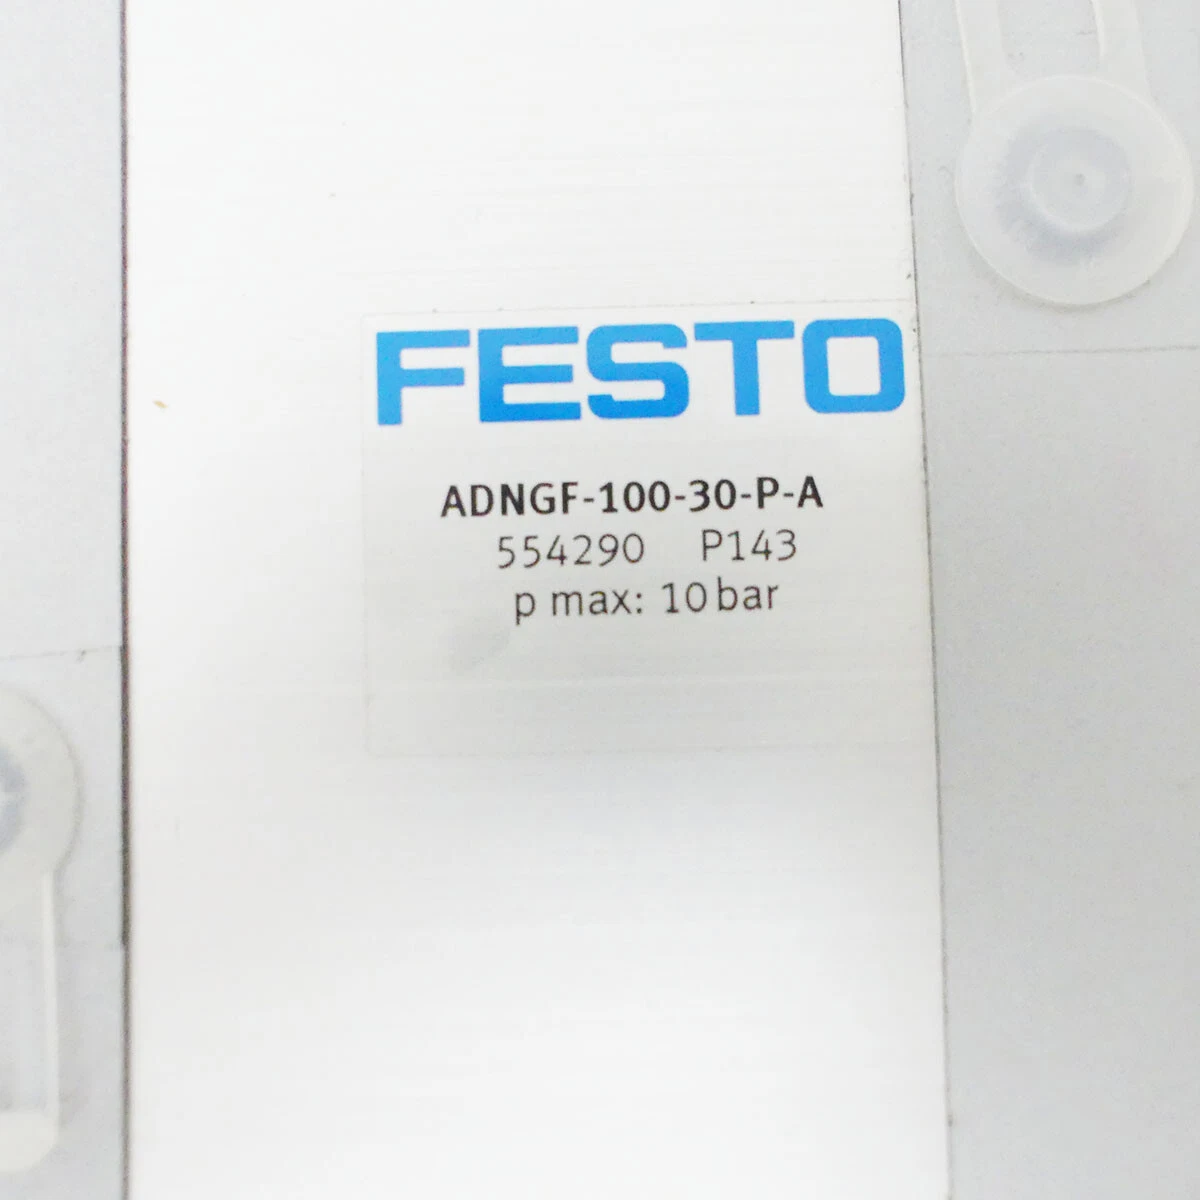 FESTO
ADNGF-100-30-P-A
554290 P143
p max: 10 bar